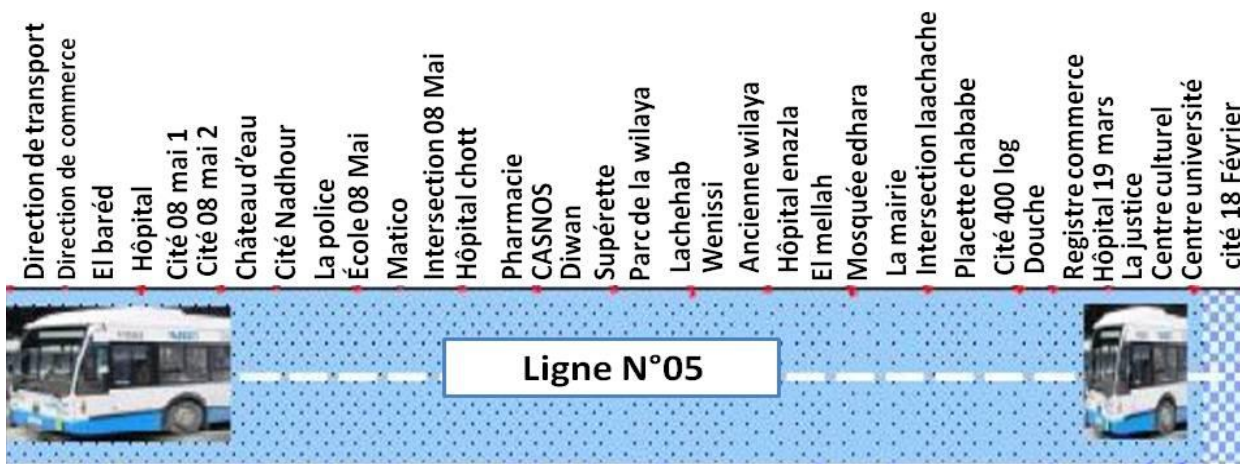 Direction de transport
Direction de commerce
El baréd
Hôpital
Cité 08 mai 1
Cité 08 mai 2
Château d'eau
Cité Nadhour
La police
École 08 Mai
Matico
Intersection 08 Mai
Hôpital chott
Pharmacie
CASNOS
Diwan
Supérette
Parc de la wilaya
Lachehab
Wenissi
Ancienne wilaya
Hôpital enazla
El mellah
Mosquée edhara
La mairie
Intersection laachache
Placette chababe
Cité 400 log
Douche
Registre commerce
Hôpital 19 mars
La justice
Centre culturel
Centre université
cité 18 Février
Ligne N°05